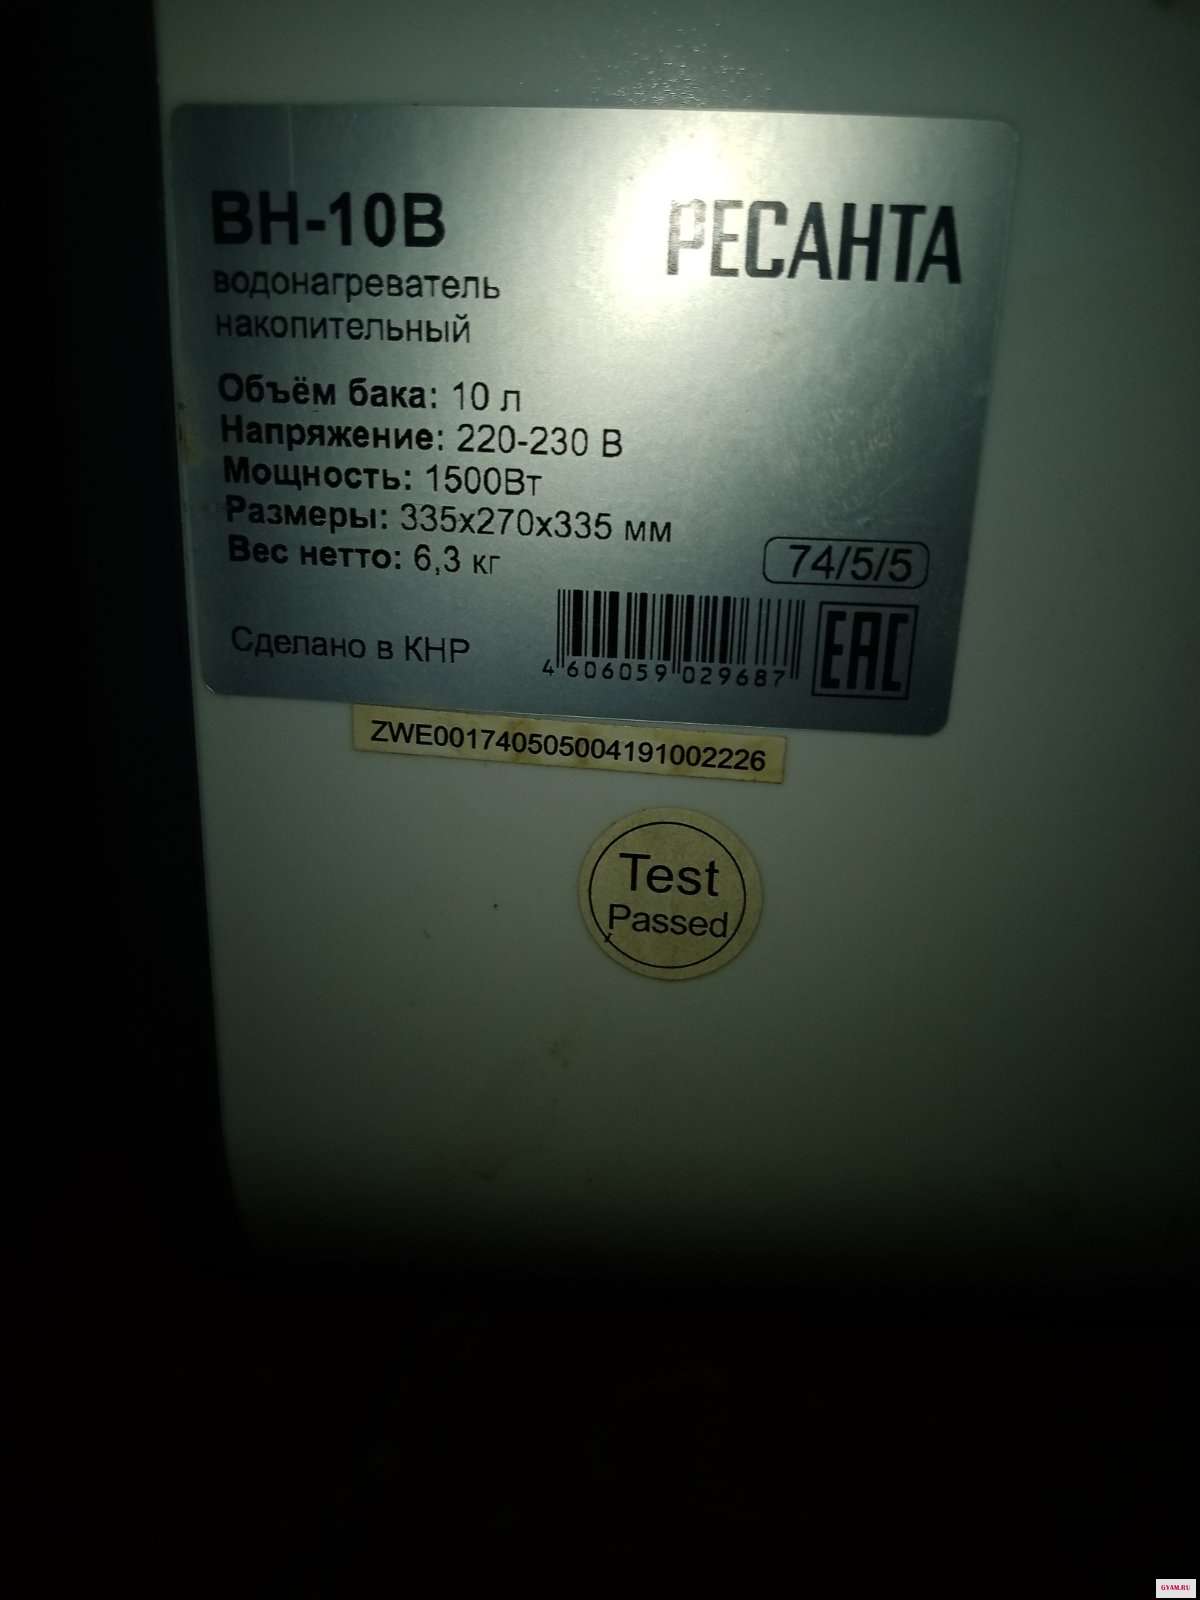 ВН-10В
РЕСАНТА
водонагреватель
накопительный
Объём бака: 10 л
Напряжение: 220-230 В
Мощность: 1500Вт
Размеры: 335х270х335 мм
Вес нетто: 6,3 кг
74/5/5
Сделано в КНР
4 606059 029687
EAC
ZWE001740505004191002226
Test
Passed
GYAM.RU